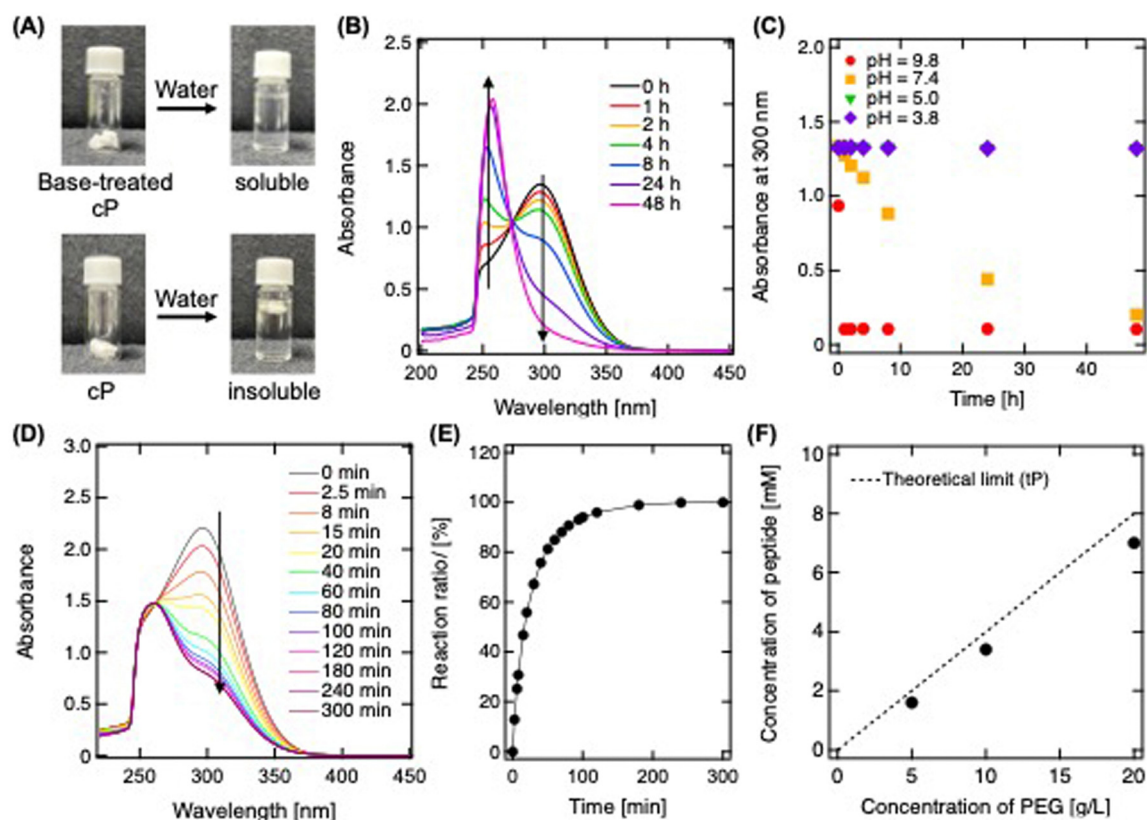 (A)
Water
Base-treated
cP
soluble
Water
cP
insoluble
(B)
2.5
2.0
1.5
1.0
0.5
0
Absorbance
0 h
1 h
2 h
4 h
8 h
24 h
48 h
200 250 300 350 400 450
Wavelength [nm]
(C)
2.0
1.5
1.0
0.5
0
Absorbance at 300 nm
pH = 9.8
pH = 7.4
pH = 5.0
pH = 3.8
0 10 20 30 40
Time [h]
(D)
3.0
2.5
2.0
1.5
1.0
0.5
0
Absorbance
0 min
2.5 min
8 min
15 min
20 min
40 min
60 min
80 min
100 min
120 min
180 min
240 min
300 min
250 300 350 400 450
Wavelength [nm]
(E)
120
100
80
60
40
20
0
Reaction ratio/ [%]
0 100 200 300
Time [min]
(F)
10
8
6
4
2
0
Concentration of peptide [mM]
Theoretical limit (tP)
0 5 10 15 20
Concentration of PEG [g/L]